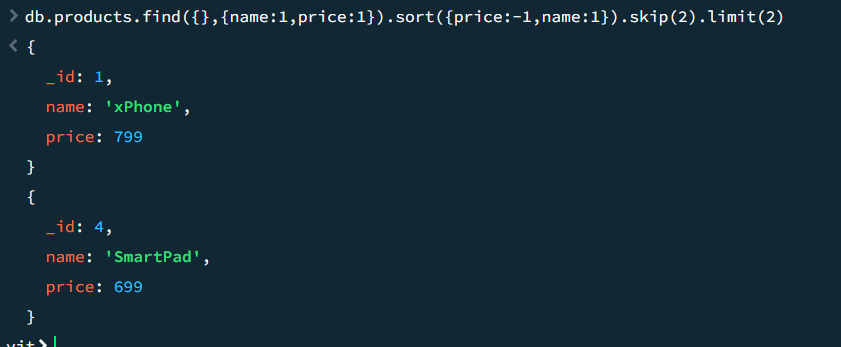 > db.products.find({},{name:1,price:1}).sort({price:-1,name:1}).skip(2).limit(2)
< {
_id: 1,
name: 'xPhone',
price: 799
}
{
_id: 4,
name: 'SmartPad',
price: 699
}
vit>